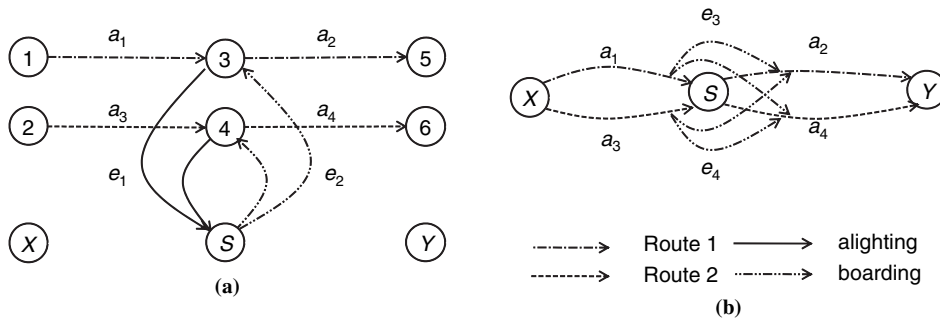 a1
a2
1
3
5
a3
a4
2
4
6
e1
e2
X
S
Y
(a)
e3
a1
a2
X
S
Y
a3
a4
e4
Route 1
alighting
Route 2
boarding
(b)